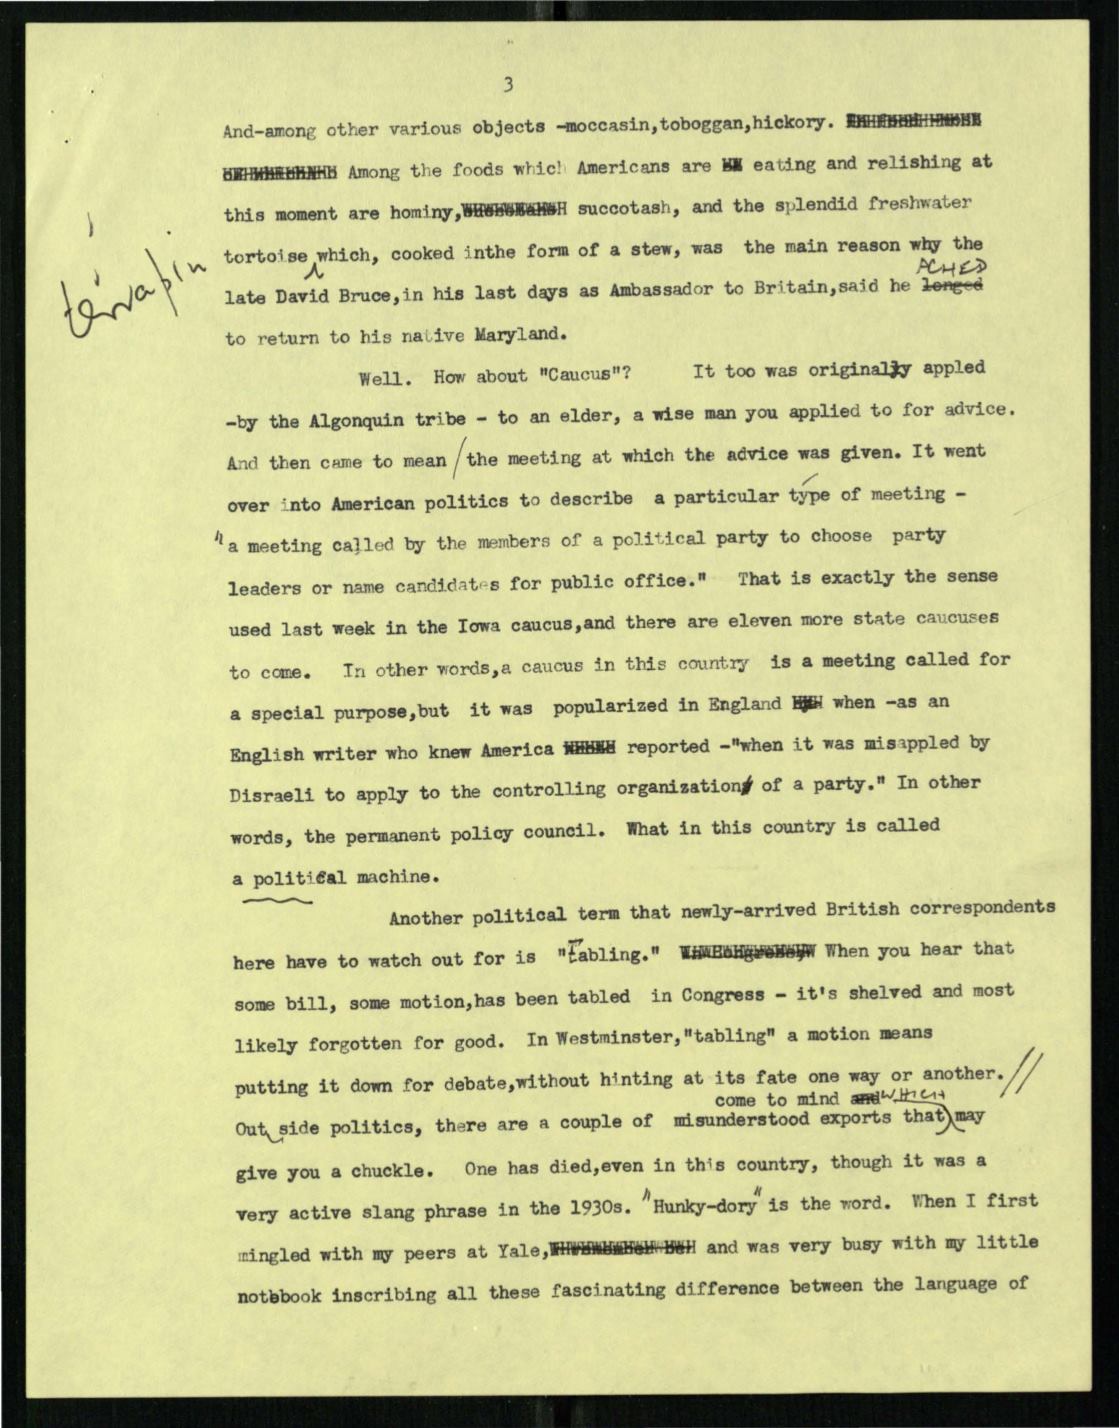 3
And-among other various objects -moccasin,toboggan,hickory.
Among the foods which Americans are eating and relishing at
this moment are hominy, succotash, and the splendid freshwater
terrapin
tortoise which, cooked inthe form of a stew, was the main reason why the
ACHED
late David Bruce,in his last days as Ambassador to Britain,said he longed
to return to his native Maryland.
Well. How about "Caucus"? It too was originally appled
-by the Algonquin tribe - to an elder, a wise man you applied to for advice.
And then came to mean / the meeting at which the advice was given. It went
over into American politics to describe a particular type of meeting -
"a meeting called by the members of a political party to choose party
leaders or name candidates for public office." That is exactly the sense
used last week in the Iowa caucus,and there are eleven more state caucuses
to come. In other words,a caucus in this country is a meeting called for
a special purpose,but it was popularized in England when -as an
English writer who knew America reported -"when it was misappled by
Disraeli to apply to the controlling organization of a party." In other
words, the permanent policy council. What in this country is called
a political machine.
Another political term that newly-arrived British correspondents
here have to watch out for is "Tabling." When you hear that
some bill, some motion,has been tabled in Congress - it's shelved and most
likely forgotten for good. In Westminster,"tabling" a motion means
putting it down for debate,without hinting at its fate one way or another. //
come to mind and WHICH
Out side politics, there are a couple of misunderstood exports that may
give you a chuckle. One has died,even in this country, though it was a
very active slang phrase in the 1930s. "Hunky-dory" is the word. When I first
mingled with my peers at Yale, and was very busy with my little
notebook inscribing all these fascinating difference between the language of